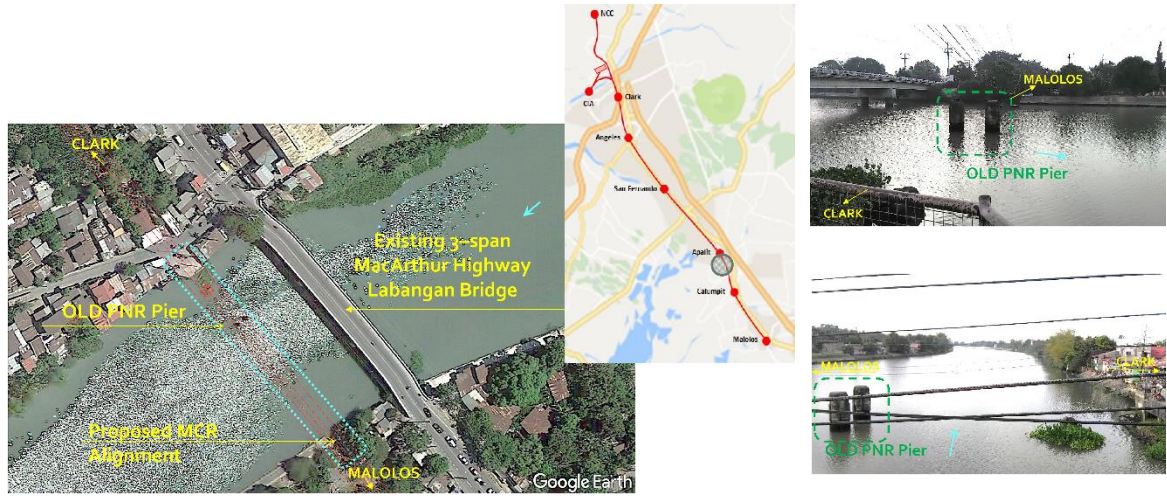 CLARK
Existing 3-span
MacArthur Highway
Labangan Bridge
OLD PNR Pier
Proposed MCR
Alignment
MALOLOS
Google Earth
NCC
CIA
Clark
Angeles
San Fernando
Apalit
Calumpit
Malolos
MALOLOS
OLD PNR Pier
CLARK
MALOLOS
CLARK
OLD PNR Pier